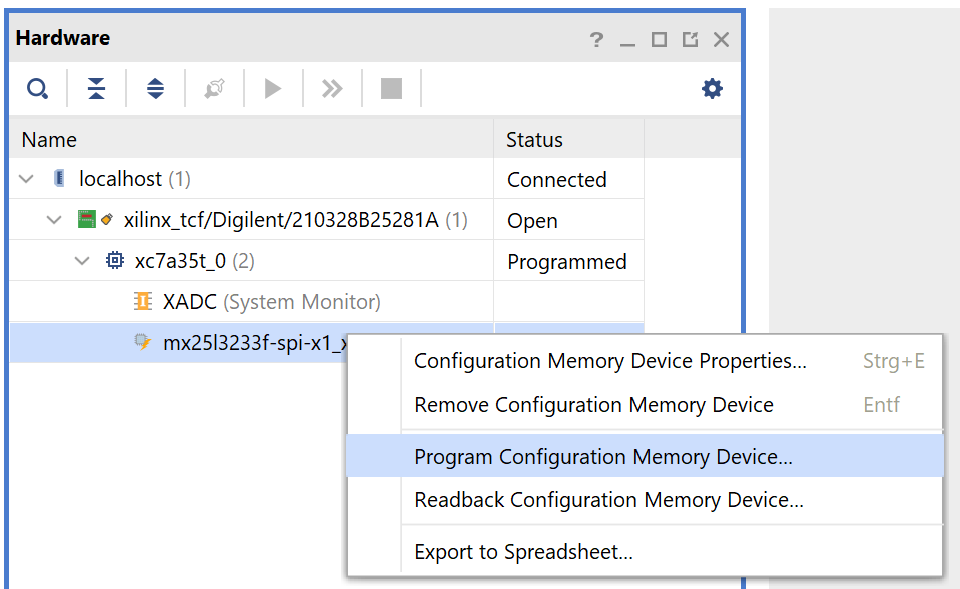 Hardware
?
Name Status
localhost (1) Connected
xilinx_tcf/Digilent/210328B25281A (1) Open
xc7a35t_0 (2) Programmed
XADC (System Monitor)
mx25l3233f-spi-x1_x
Configuration Memory Device Properties... Strg+E
Remove Configuration Memory Device Entf
Program Configuration Memory Device...
Readback Configuration Memory Device...
Export to Spreadsheet...